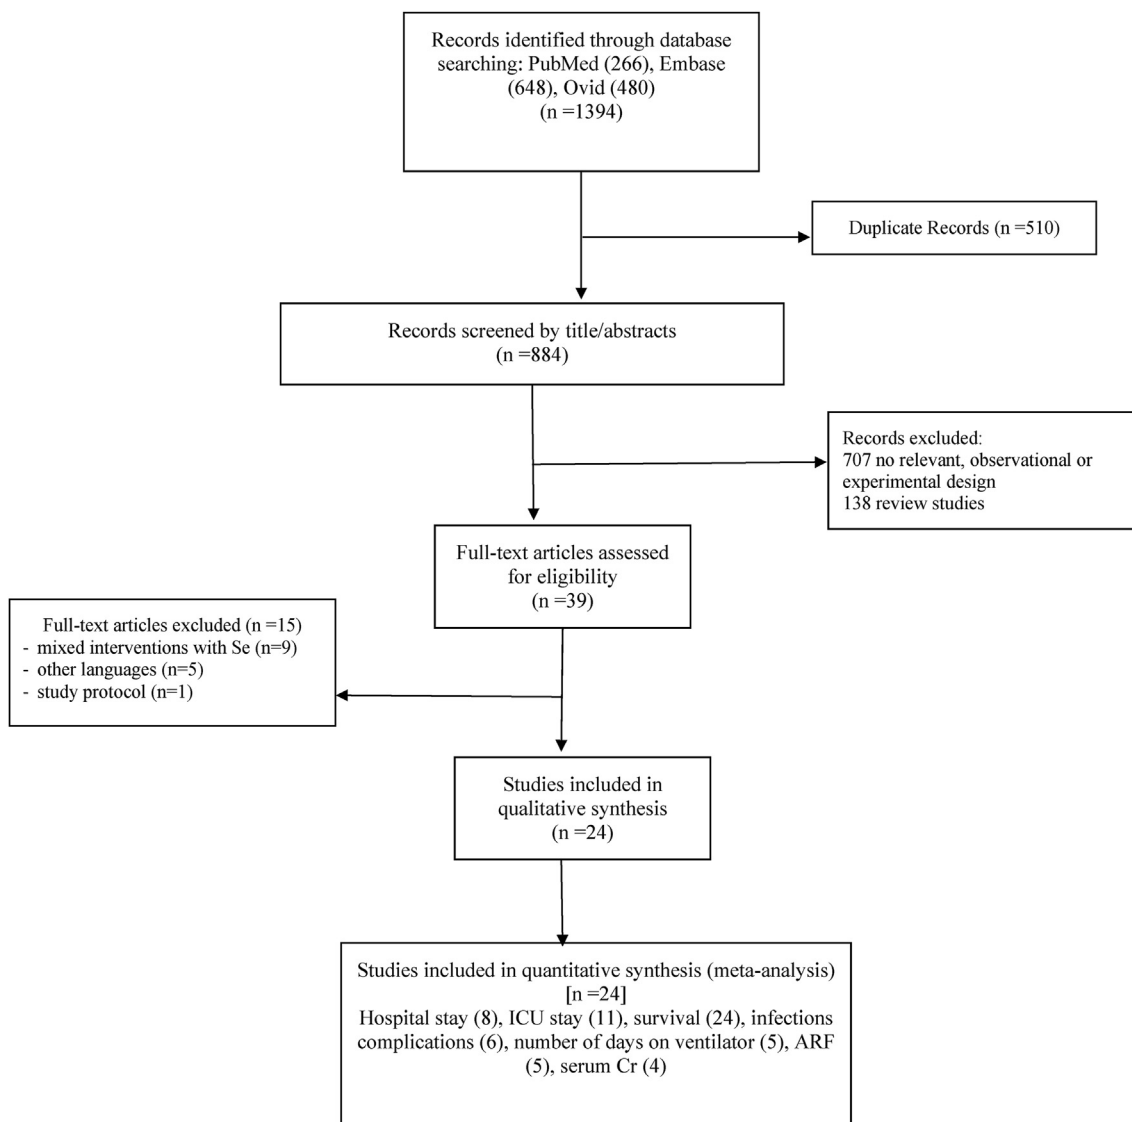 Records identified through database
searching: PubMed (266), Embase
(648), Ovid (480)
(n =1394)
Duplicate Records (n =510)
Records screened by title/abstracts
(n =884)
Records excluded:
707 no relevant, observational or
experimental design
138 review studies
Full-text articles assessed
for eligibility
(n =39)
Full-text articles excluded (n =15)
- mixed interventions with Se (n=9)
- other languages (n=5)
- study protocol (n=1)
Studies included in
qualitative synthesis
(n =24)
Studies included in quantitative synthesis (meta-analysis)
[n =24]
Hospital stay (8), ICU stay (11), survival (24), infections
complications (6), number of days on ventilator (5), ARF
(5), serum Cr (4)